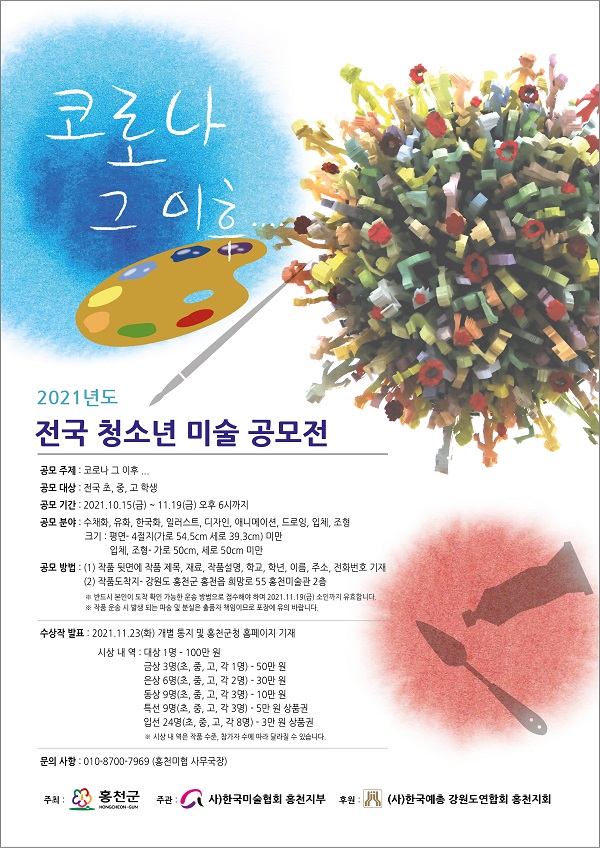 코로나
그 이후 ...
2021년도
전국 청소년 미술 공모전
공모 주제 : 코로나 그 이후 ...
공모 대상 : 전국 초, 중, 고 학생
공모 기간 : 2021.10.15(금) ~ 11.19(금) 오후 6시까지
공모 분야 : 수채화, 유화, 한국화, 일러스트, 디자인, 애니메이션, 드로잉, 입체, 조형
크기 : 평면- 4절지(가로 54.5cm 세로 39.3cm) 미만
입체, 조형- 가로 50cm, 세로 50cm 미만
공모 방법 : (1) 작품 뒷면에 작품 제목, 재료, 작품설명, 학교, 학년, 이름, 주소, 전화번호 기재
(2) 작품도착지- 강원도 홍천군 홍천읍 희망로 55 홍천미술관 2층
※ 반드시 본인이 도착 확인 가능한 운송 방법으로 접수해야 하며 2021.11.19(금) 소인까지 유효합니다.
※ 작품 운송 시 발생 되는 파손 및 분실은 출품자 책임이므로 포장에 유의 바랍니다.
수상작 발표 : 2021.11.23(화) 개별 통지 및 홍천군청 홈페이지 기재
시상 내 역 : 대상 1명 - 100만 원
금상 3명(초, 중, 고, 각 1명) - 50만 원
은상 6명(초, 중, 고, 각 2명) - 30만 원
동상 9명(초, 중, 고, 각 3명) - 10만 원
특선 9명(초, 중, 고, 각 3명) - 5만 원 상품권
입선 24명(초, 중, 고, 각 8명) - 3만 원 상품권
※ 시상 내 역은 작품 수준, 참가자 수에 따라 달라질 수 있습니다.
문의 사항 : 010-8700-7969 (홍천미협 사무국장)
주최 : 홍천군 HONGCHEON-GUN 주관 : 사)한국미술협회 홍천지부 후원 : (사)한국예총 강원도연합회 홍천지회